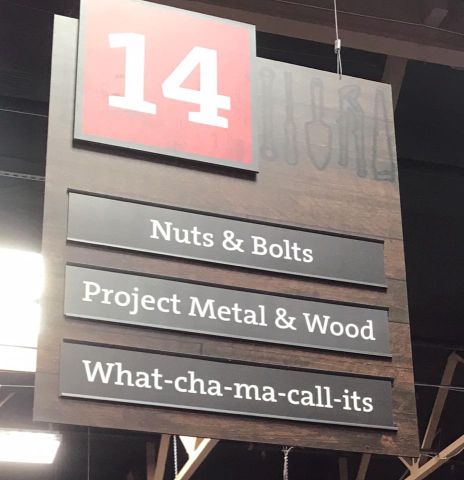 14
Nuts & Bolts
Project Metal & Wood
What-cha-ma-call-its